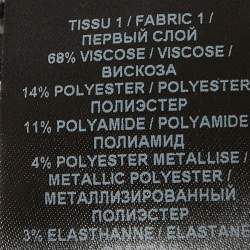 TISSU 1 / FABRIC 1 /
ПЕРВЫЙ СЛОЙ
68% VISCOSE / VISCOSE /
ВИСКОЗА
14% POLYESTER / POLYESTER
ПОЛИЭСТЕР
11% POLYAMIDE / POLYAMIDE
ПОЛИАМИД
4% POLYESTER METALLISE /
METALLIC POLYESTER /
МЕТАЛЛИЗИРОВАННЫЙ
ПОЛИЭСТЕР
3% ELASTHANNE / ELASTANE